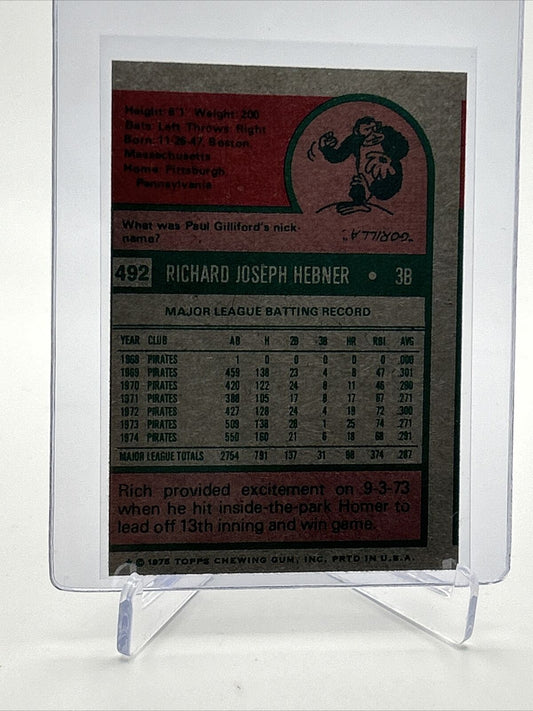 Height: 6'1" Weight: 200
Bats: Left Throws: Right
Born: 11-26-47, Boston,
Massachusetts
Home: Pittsburgh,
Pennsylvania
"GORILLA"
What was Paul Gilliford's nick-
name?
492 RICHARD JOSEPH HEBNER • 3B
MAJOR LEAGUE BATTING RECORD
YEAR CLUB AB H 2B 3B HR RBI AVG
1968 PIRATES 1 0 0 0 0 0 .000
1969 PIRATES 459 138 23 4 8 47 .301
1970 PIRATES 420 122 24 8 11 46 .290
1971 PIRATES 388 105 17 8 17 67 .271
1972 PIRATES 427 128 24 4 19 72 .300
1973 PIRATES 509 138 28 1 25 74 .271
1974 PIRATES 550 160 21 6 18 68 .291
MAJOR LEAGUE TOTALS 2754 791 137 31 98 374 .287
Rich provided excitement on 9-3-73
when he hit inside-the-park Homer to
lead off 13th inning and win game.
© 1975 TOPPS CHEWING GUM, INC. PRTD IN U.S.A.